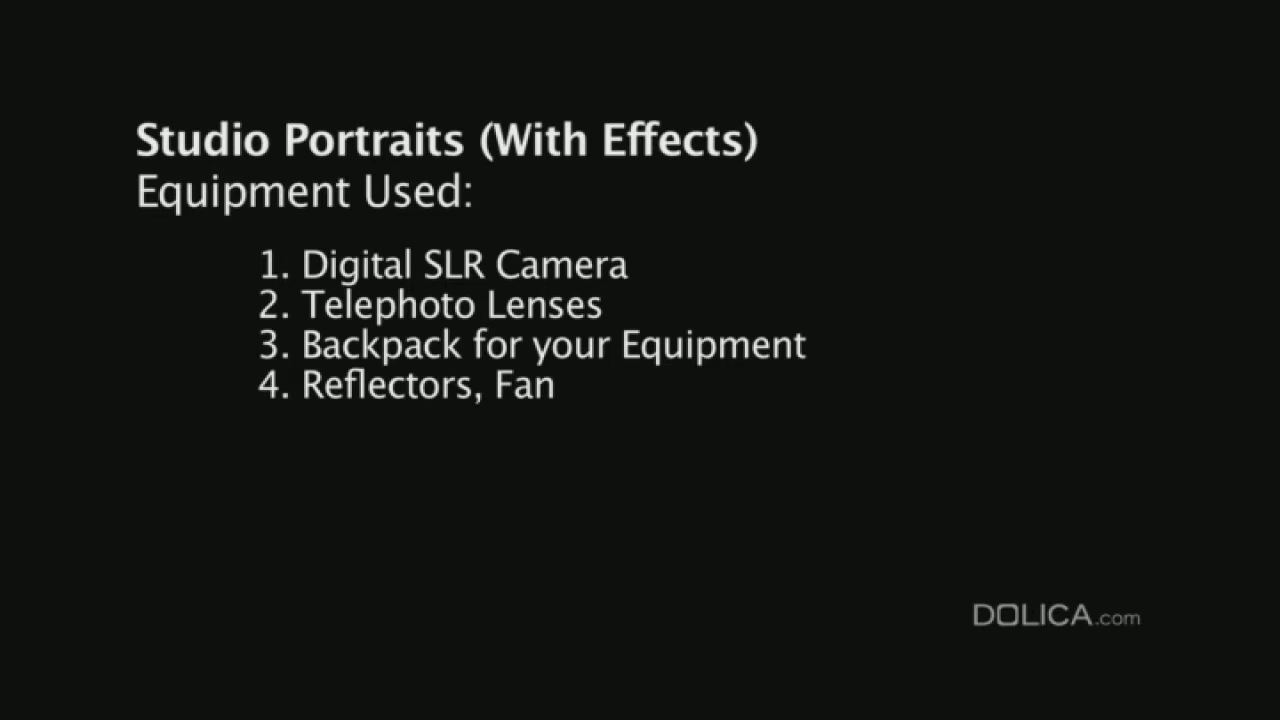 Studio Portraits (With Effects)
Equipment Used:
1. Digital SLR Camera
2. Telephoto Lenses
3. Backpack for your Equipment
4. Reflectors, Fan
DOLICA.com